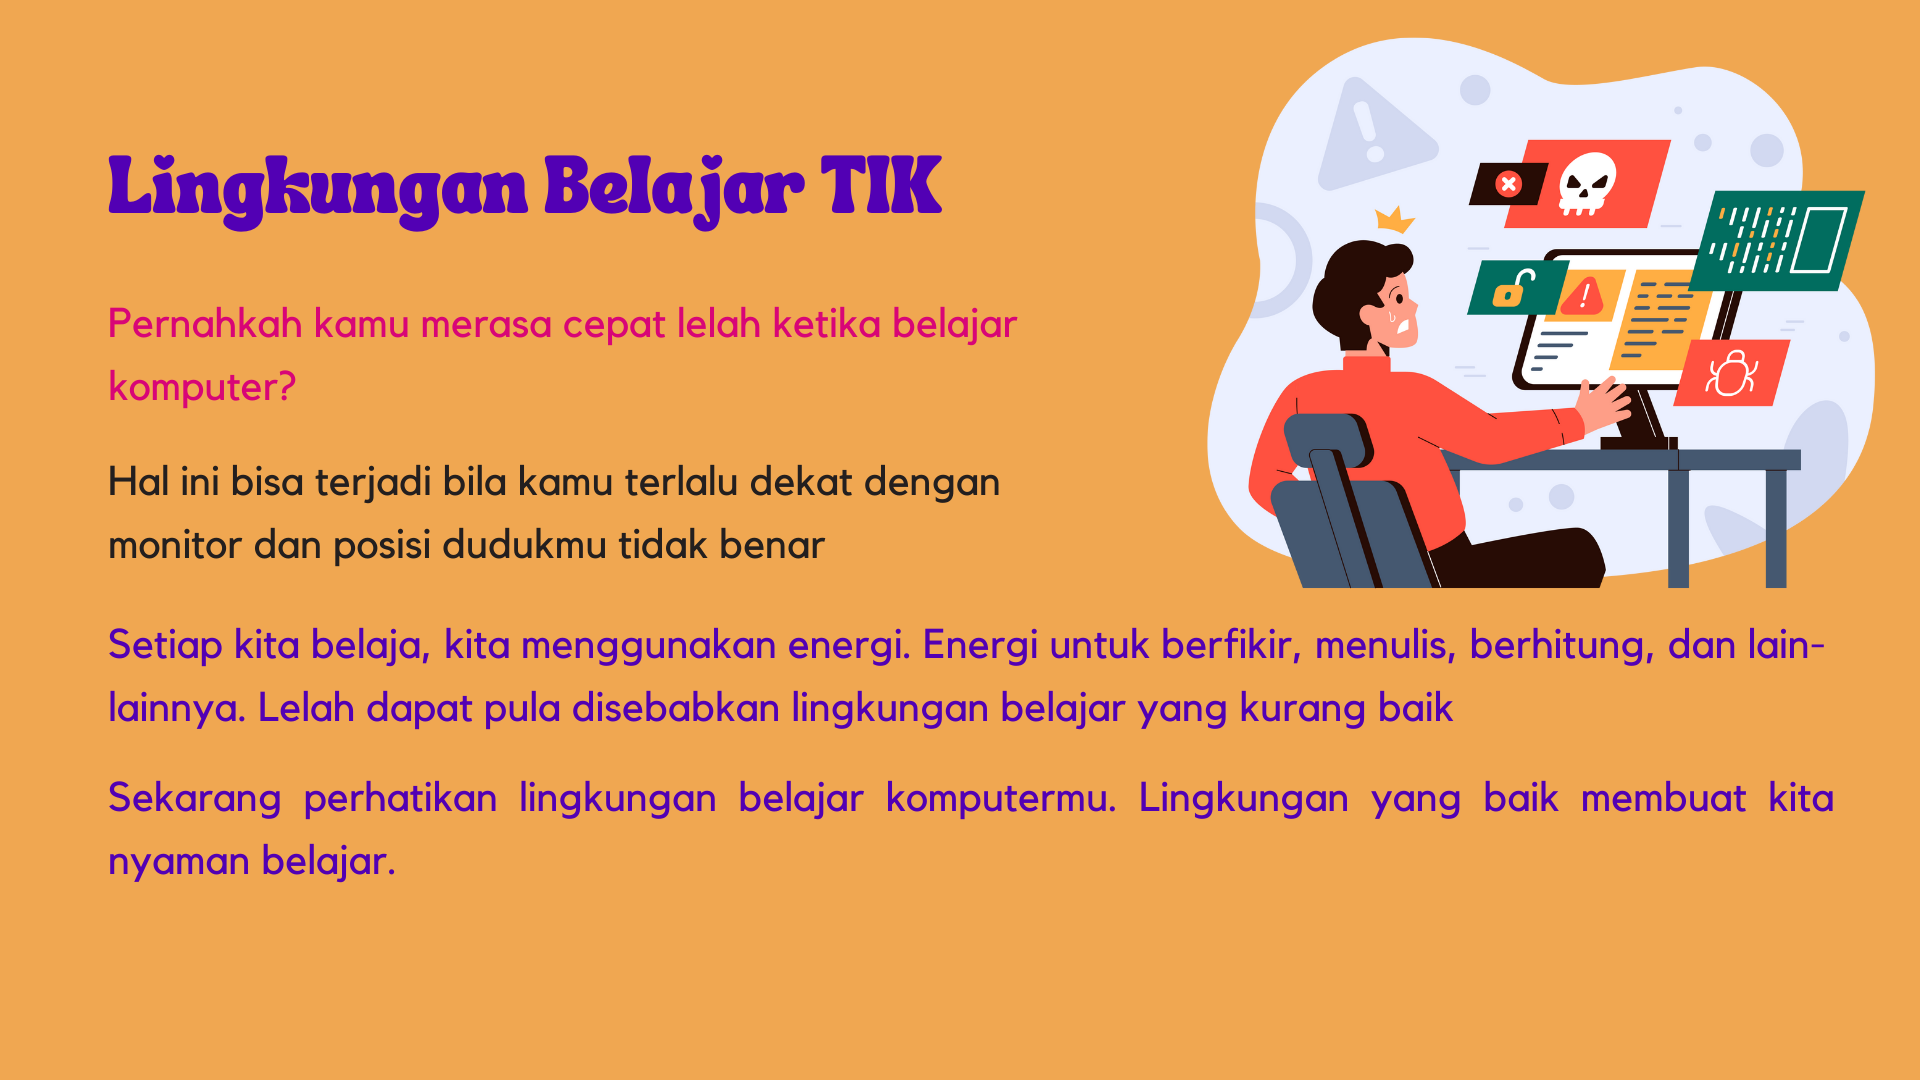 Lingkungan Belajar TIK
Pernahkah kamu merasa cepat lelah ketika belajar
komputer?
Hal ini bisa terjadi bila kamu terlalu dekat dengan
monitor dan posisi dudukmu tidak benar
Setiap kita belaja, kita menggunakan energi. Energi untuk berfikir, menulis, berhitung, dan lain-
lainnya. Lelah dapat pula disebabkan lingkungan belajar yang kurang baik
Sekarang perhatikan lingkungan belajar komputermu. Lingkungan yang baik membuat kita
nyaman belajar.